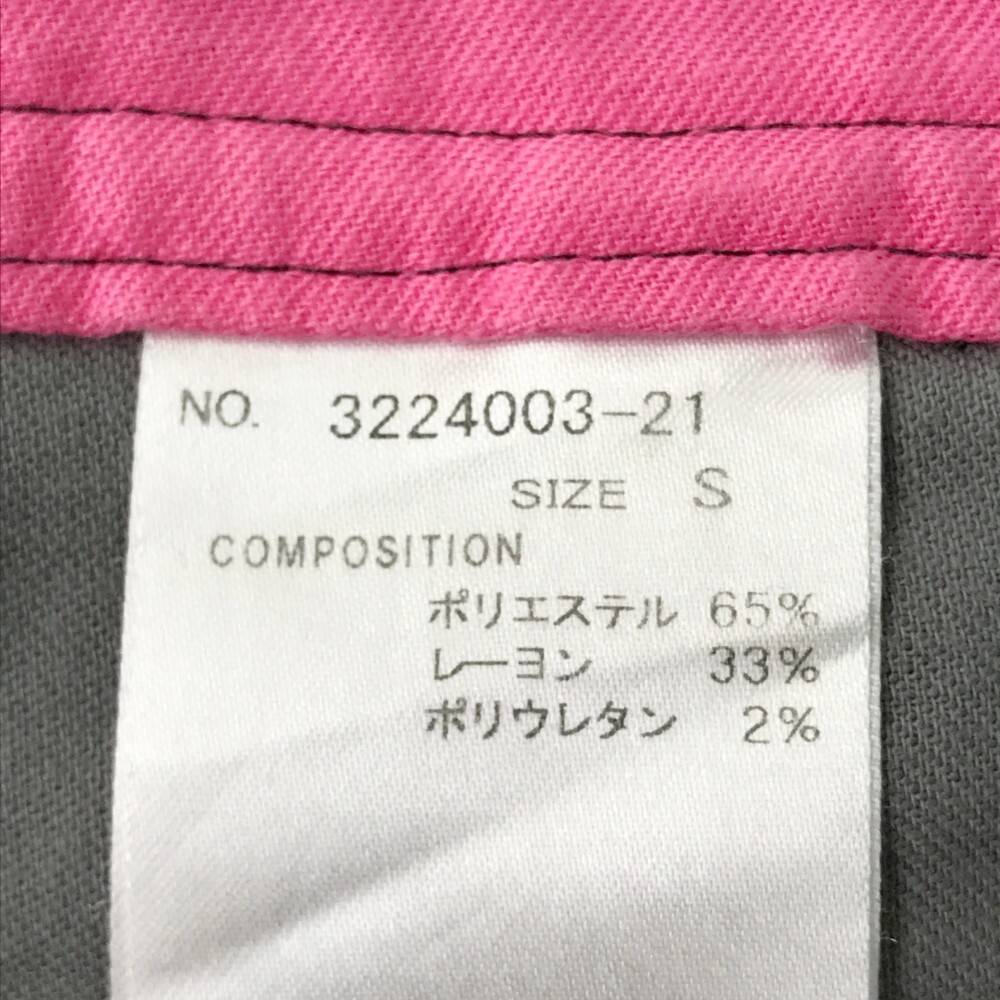 NO. 3224003-21
SIZE S
COMPOSITION
ポリエステル 65%
レーヨン 33%
ポリウレタン 2%